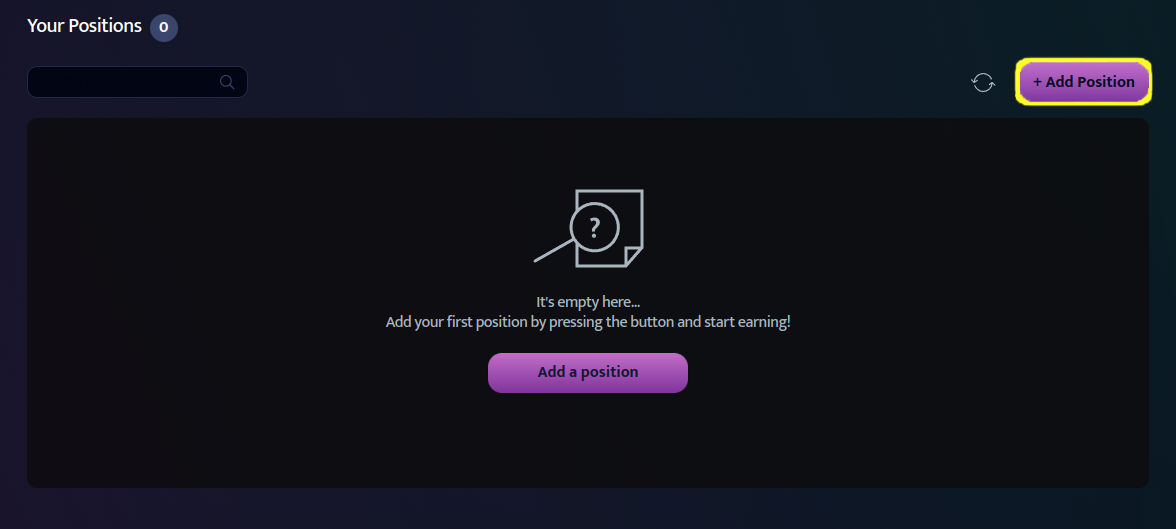 Your Positions 0
+ Add Position
?
It's empty here...
Add your first position by pressing the button and start earning!
Add a position